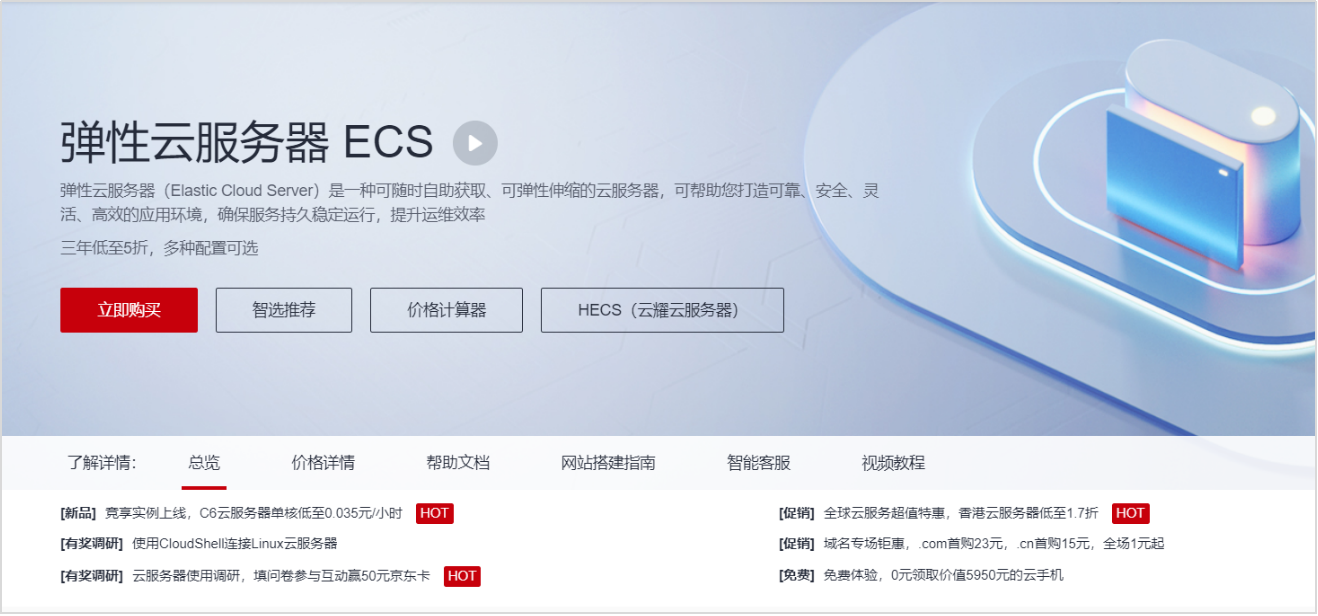 弹性云服务器 ECS
弹性云服务器（Elastic Cloud Server）是一种可随时自助获取、可弹性伸缩的云服务器，可帮助您打造可靠、安全、灵
活、高效的应用环境，确保服务持久稳定运行，提升运维效率
三年低至5折，多种配置可选
立即购买 智选推荐 价格计算器 HECS（云耀云服务器）
了解详情： 总览 价格详情 帮助文档 网站搭建指南 智能客服 视频教程
[新品] 竞享实例上线，C6云服务器单核低至0.035元/小时 HOT
[促销] 全球云服务超值特惠，香港云服务器低至1.7折 HOT
[有奖调研] 使用CloudShell连接Linux云服务器
[促销] 域名专场钜惠，.com首购23元，.cn首购15元，全场1元起
[有奖调研] 云服务器使用调研，填问卷参与互动赢50元京东卡 HOT
[免费] 免费体验，0元领取价值5950元的云手机